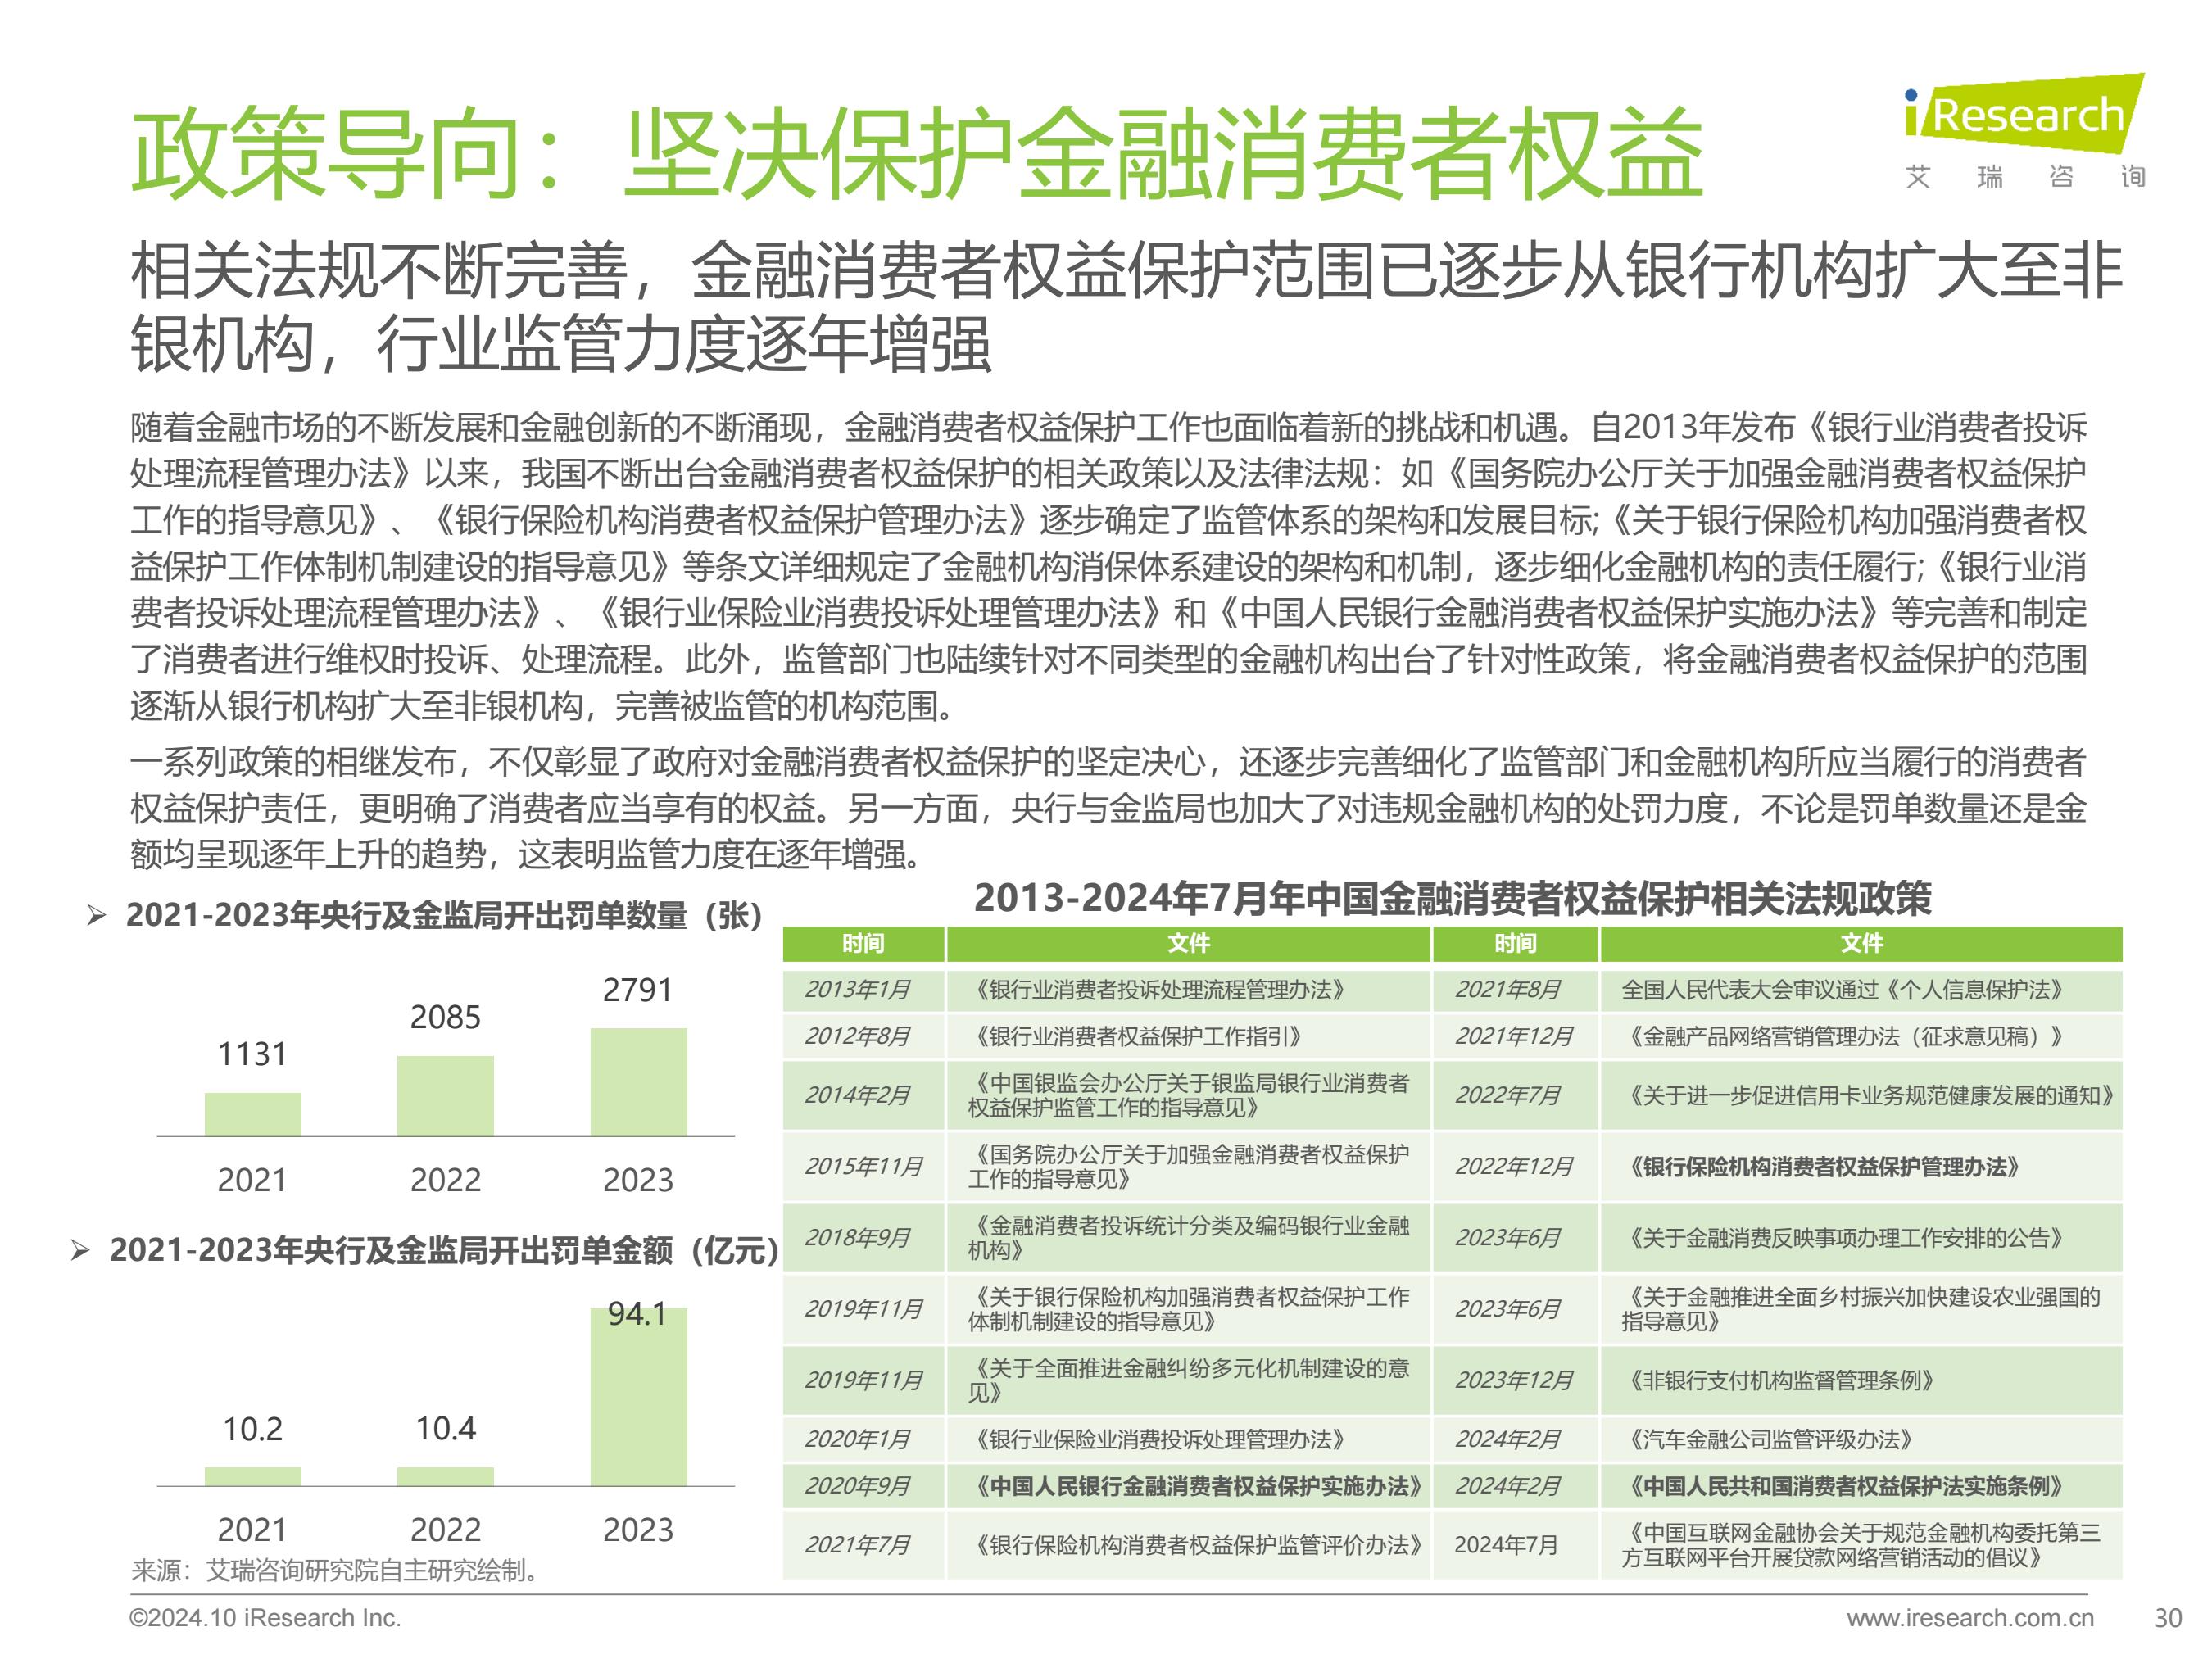 政策导向：坚决保护金融消费者权益
iResearch
艾瑞咨询
相关法规不断完善，金融消费者权益保护范围已逐步从银行机构扩大至非
银机构，行业监管力度逐年增强
随着金融市场的不断发展和金融创新的不断涌现，金融消费者权益保护工作也面临着新的挑战和机遇。自2013年发布《银行业消费者投诉
处理流程管理办法》以来，我国不断出台金融消费者权益保护的相关政策以及法律法规：如《国务院办公厅关于加强金融消费者权益保护
工作的指导意见》、《银行保险机构消费者权益保护管理办法》逐步确定了监管体系的架构和发展目标;《关于银行保险机构加强消费者权
益保护工作体制机制建设的指导意见》等条文详细规定了金融机构消保体系建设的架构和机制，逐步细化金融机构的责任履行;《银行业消
费者投诉处理流程管理办法》、《银行业保险业消费投诉处理管理办法》和《中国人民银行金融消费者权益保护实施办法》等完善和制定
了消费者进行维权时投诉、处理流程。此外，监管部门也陆续针对不同类型的金融机构出台了针对性政策，将金融消费者权益保护的范围
逐渐从银行机构扩大至非银机构，完善被监管的机构范围。
一系列政策的相继发布，不仅彰显了政府对金融消费者权益保护的坚定决心，还逐步完善细化了监管部门和金融机构所应当履行的消费者
权益保护责任，更明确了消费者应当享有的权益。另一方面，央行与金监局也加大了对违规金融机构的处罚力度，不论是罚单数量还是金
额均呈现逐年上升的趋势，这表明监管力度在逐年增强。
➢ 2021-2023年央行及金监局开出罚单数量（张）
1131 2085 2791
2021 2022 2023
➢ 2021-2023年央行及金监局开出罚单金额（亿元）
10.2 10.4 94.1
2021 2022 2023
2013-2024年7月年中国金融消费者权益保护相关法规政策
时间 文件 时间 文件
2013年1月 《银行业消费者投诉处理流程管理办法》 2021年8月 全国人民代表大会审议通过《个人信息保护法》
2012年8月 《银行业消费者权益保护工作指引》 2021年12月 《金融产品网络营销管理办法（征求意见稿）》
2014年2月 《中国银监会办公厅关于银监局银行业消费者
权益保护监管工作的指导意见》 2022年7月 《关于进一步促进信用卡业务规范健康发展的通知》
2015年11月 《国务院办公厅关于加强金融消费者权益保护
工作的指导意见》 2022年12月 《银行保险机构消费者权益保护管理办法》
2018年9月 《金融消费者投诉统计分类及编码银行业金融
机构》 2023年6月 《关于金融消费反映事项办理工作安排的公告》
2019年11月 《关于银行保险机构加强消费者权益保护工作
体制机制建设的指导意见》 2023年6月 《关于金融推进全面乡村振兴加快建设农业强国的
指导意见》
2019年11月 《关于全面推进金融纠纷多元化机制建设的意
见》 2023年12月 《非银行支付机构监督管理条例》
2020年1月 《银行业保险业消费投诉处理管理办法》 2024年2月 《汽车金融公司监管评级办法》
2020年9月 《中国人民银行金融消费者权益保护实施办法》 2024年2月 《中国人民共和国消费者权益保护法实施条例》
2021年7月 《银行保险机构消费者权益保护监管评价办法》 2024年7月 《中国互联网金融协会关于规范金融机构委托第三
方互联网平台开展贷款网络营销活动的倡议》
来源：艾瑞咨询研究院自主研究绘制。
©2024.10 iResearch Inc. www.iresearch.com.cn 30